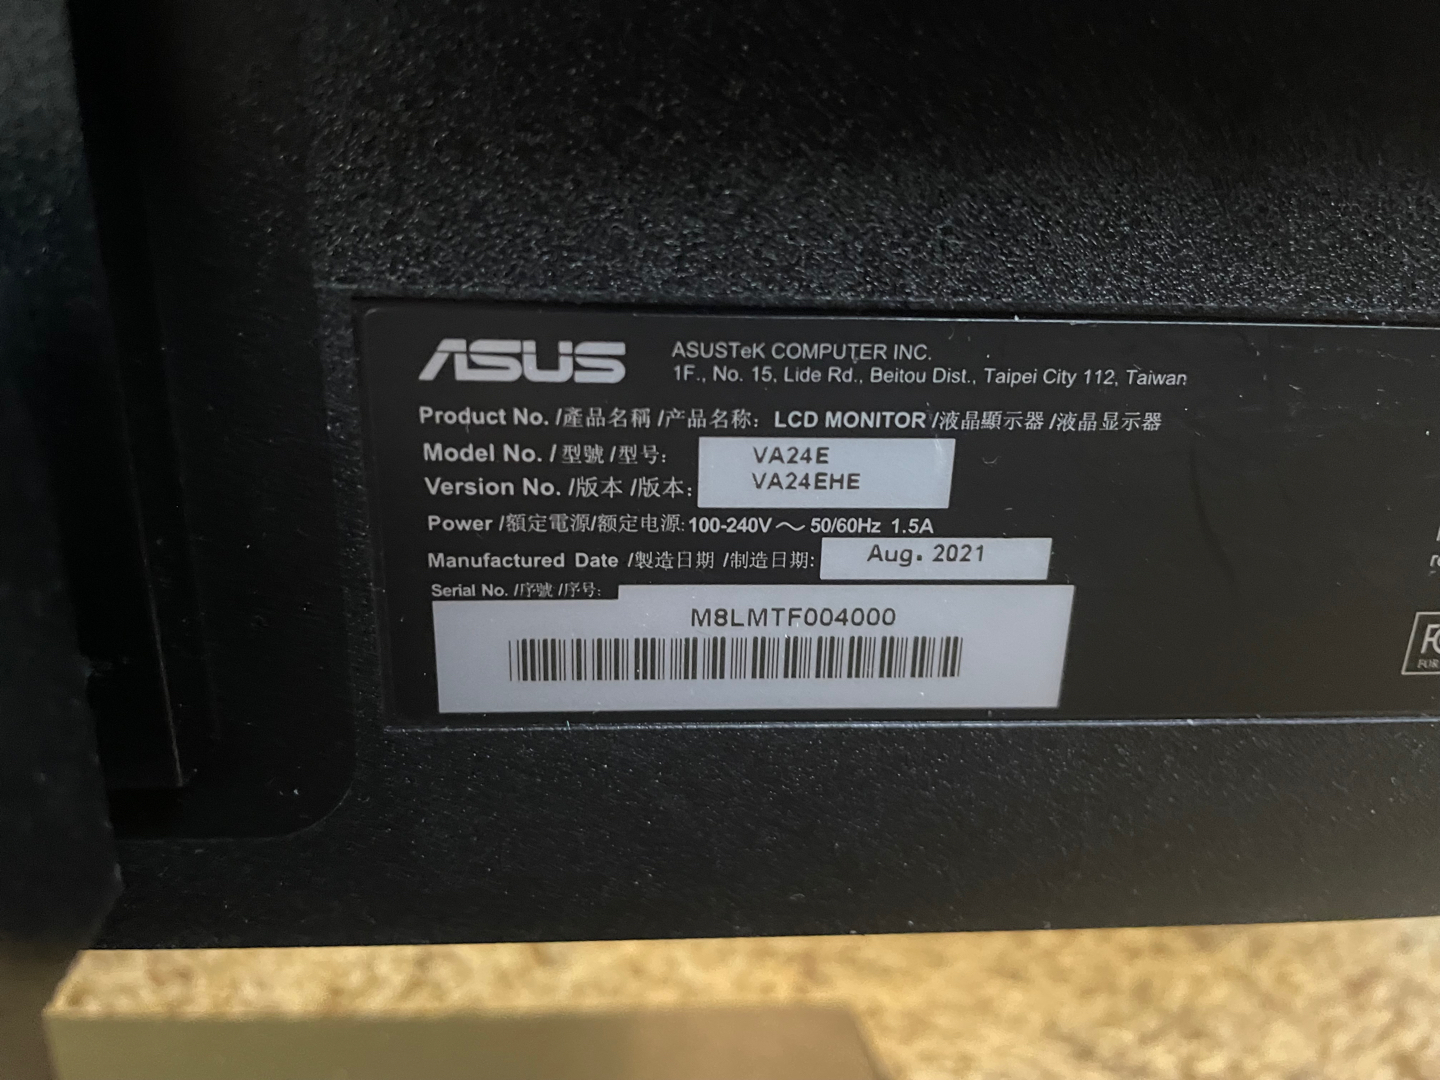 ASUS
ASUSTeK COMPUTER INC.
1F., No. 15, Lide Rd., Beitou Dist., Taipei City 112, Taiwan
Product No. /產品名稱 /产品名称: LCD MONITOR /液晶顯示器 /液晶显示器
Model No. /型號 /型号: VA24E
Version No. /版本 /版本: VA24EHE
Power /額定電源/额定电源: 100-240V～ 50/60Hz 1.5A
Manufactured Date /製造日期 /制造日期: Aug. 2021
Serial No. /序號 /序号:
M8LMTF004000
FOR